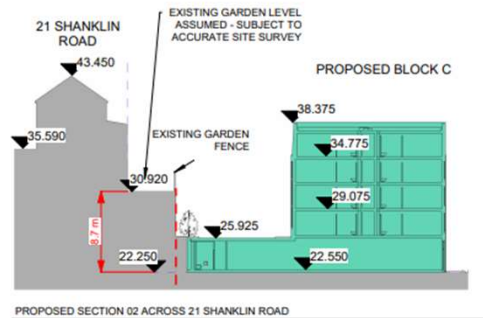 EXISTING GARDEN LEVEL
ASSUMED - SUBJECT TO
ACCURATE SITE SURVEY
21 SHANKLIN
ROAD
43.450
PROPOSED BLOCK C
38.375
35.590
EXISTING GARDEN
FENCE
34.775
30.920
29.075
8.7 m
25.925
22.250
22.550
PROPOSED SECTION 02 ACROSS 21 SHANKLIN ROAD